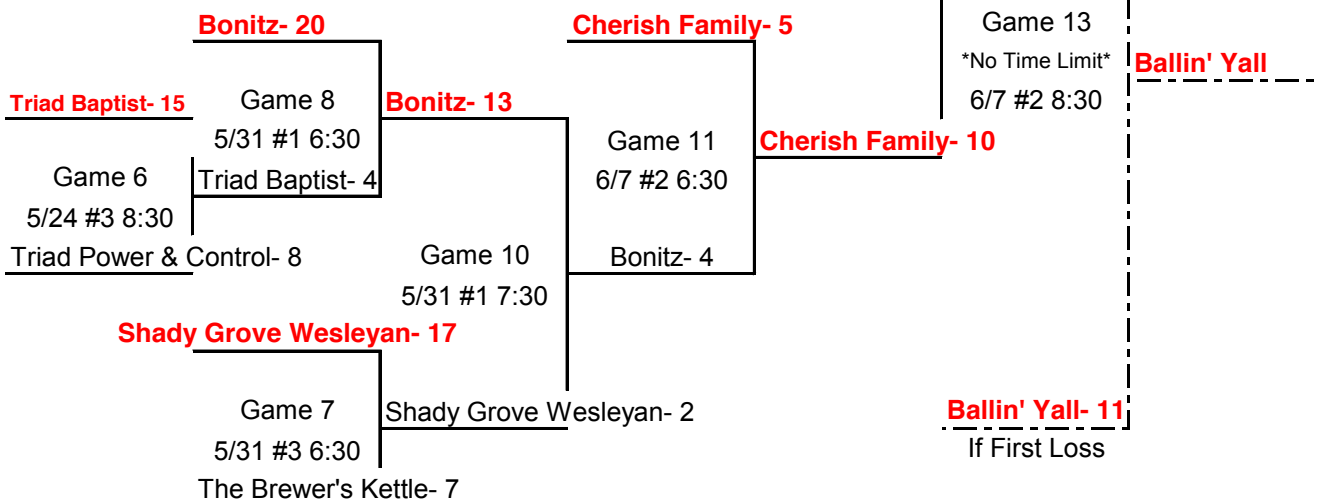 Bonitz- 20
Cherish Family- 5
Game 13
*No Time Limit*
6/7 #2 8:30
Ballin' Yall
Triad Baptist- 15
Game 8
5/31 #1 6:30
Bonitz- 13
Game 11
6/7 #2 6:30
Cherish Family- 10
Game 6
5/24 #3 8:30
Triad Baptist- 4
Triad Power & Control- 8
Game 10
5/31 #1 7:30
Bonitz- 4
Shady Grove Wesleyan- 17
Game 7
5/31 #3 6:30
Shady Grove Wesleyan- 2
Ballin' Yall- 11
If First Loss
The Brewer's Kettle- 7